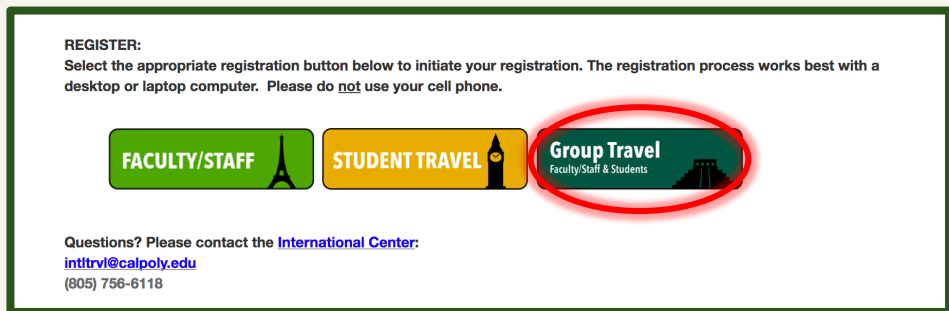 REGISTER:
Select the appropriate registration button below to initiate your registration. The registration process works best with a
desktop or laptop computer.  Please do not use your cell phone.
FACULTY/STAFF
STUDENT TRAVEL
Group Travel
Faculty/Staff & Students
Questions? Please contact the International Center:
intltrvl@calpoly.edu
(805) 756-6118